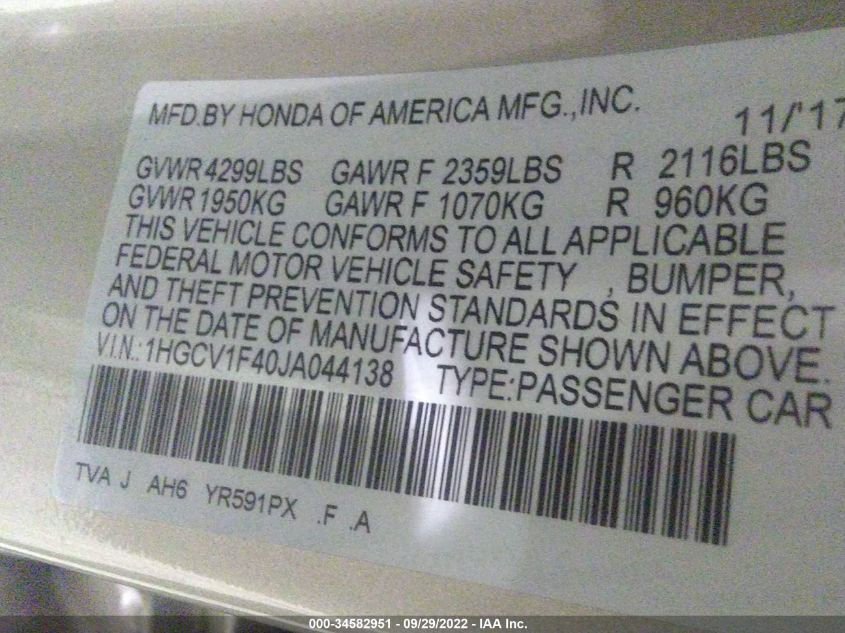 MFD.BY HONDA OF AMERICA MFG.,INC. 11/'17
GVWR 4299LBS GAWR F 2359LBS R 2116LBS
GVWR 1950KG GAWR F 1070KG R 960KG
THIS VEHICLE CONFORMS TO ALL APPLICABLE
FEDERAL MOTOR VEHICLE SAFETY , BUMPER,
AND THEFT PREVENTION STANDARDS IN EFFECT
ON THE DATE OF MANUFACTURE SHOWN ABOVE.
V.I.N.:1HGCV1F40JA044138 TYPE:PASSENGER CAR
TVA J AH6 YR591PX .F .A
000-34582951 - 09/29/2022 - IAA Inc.